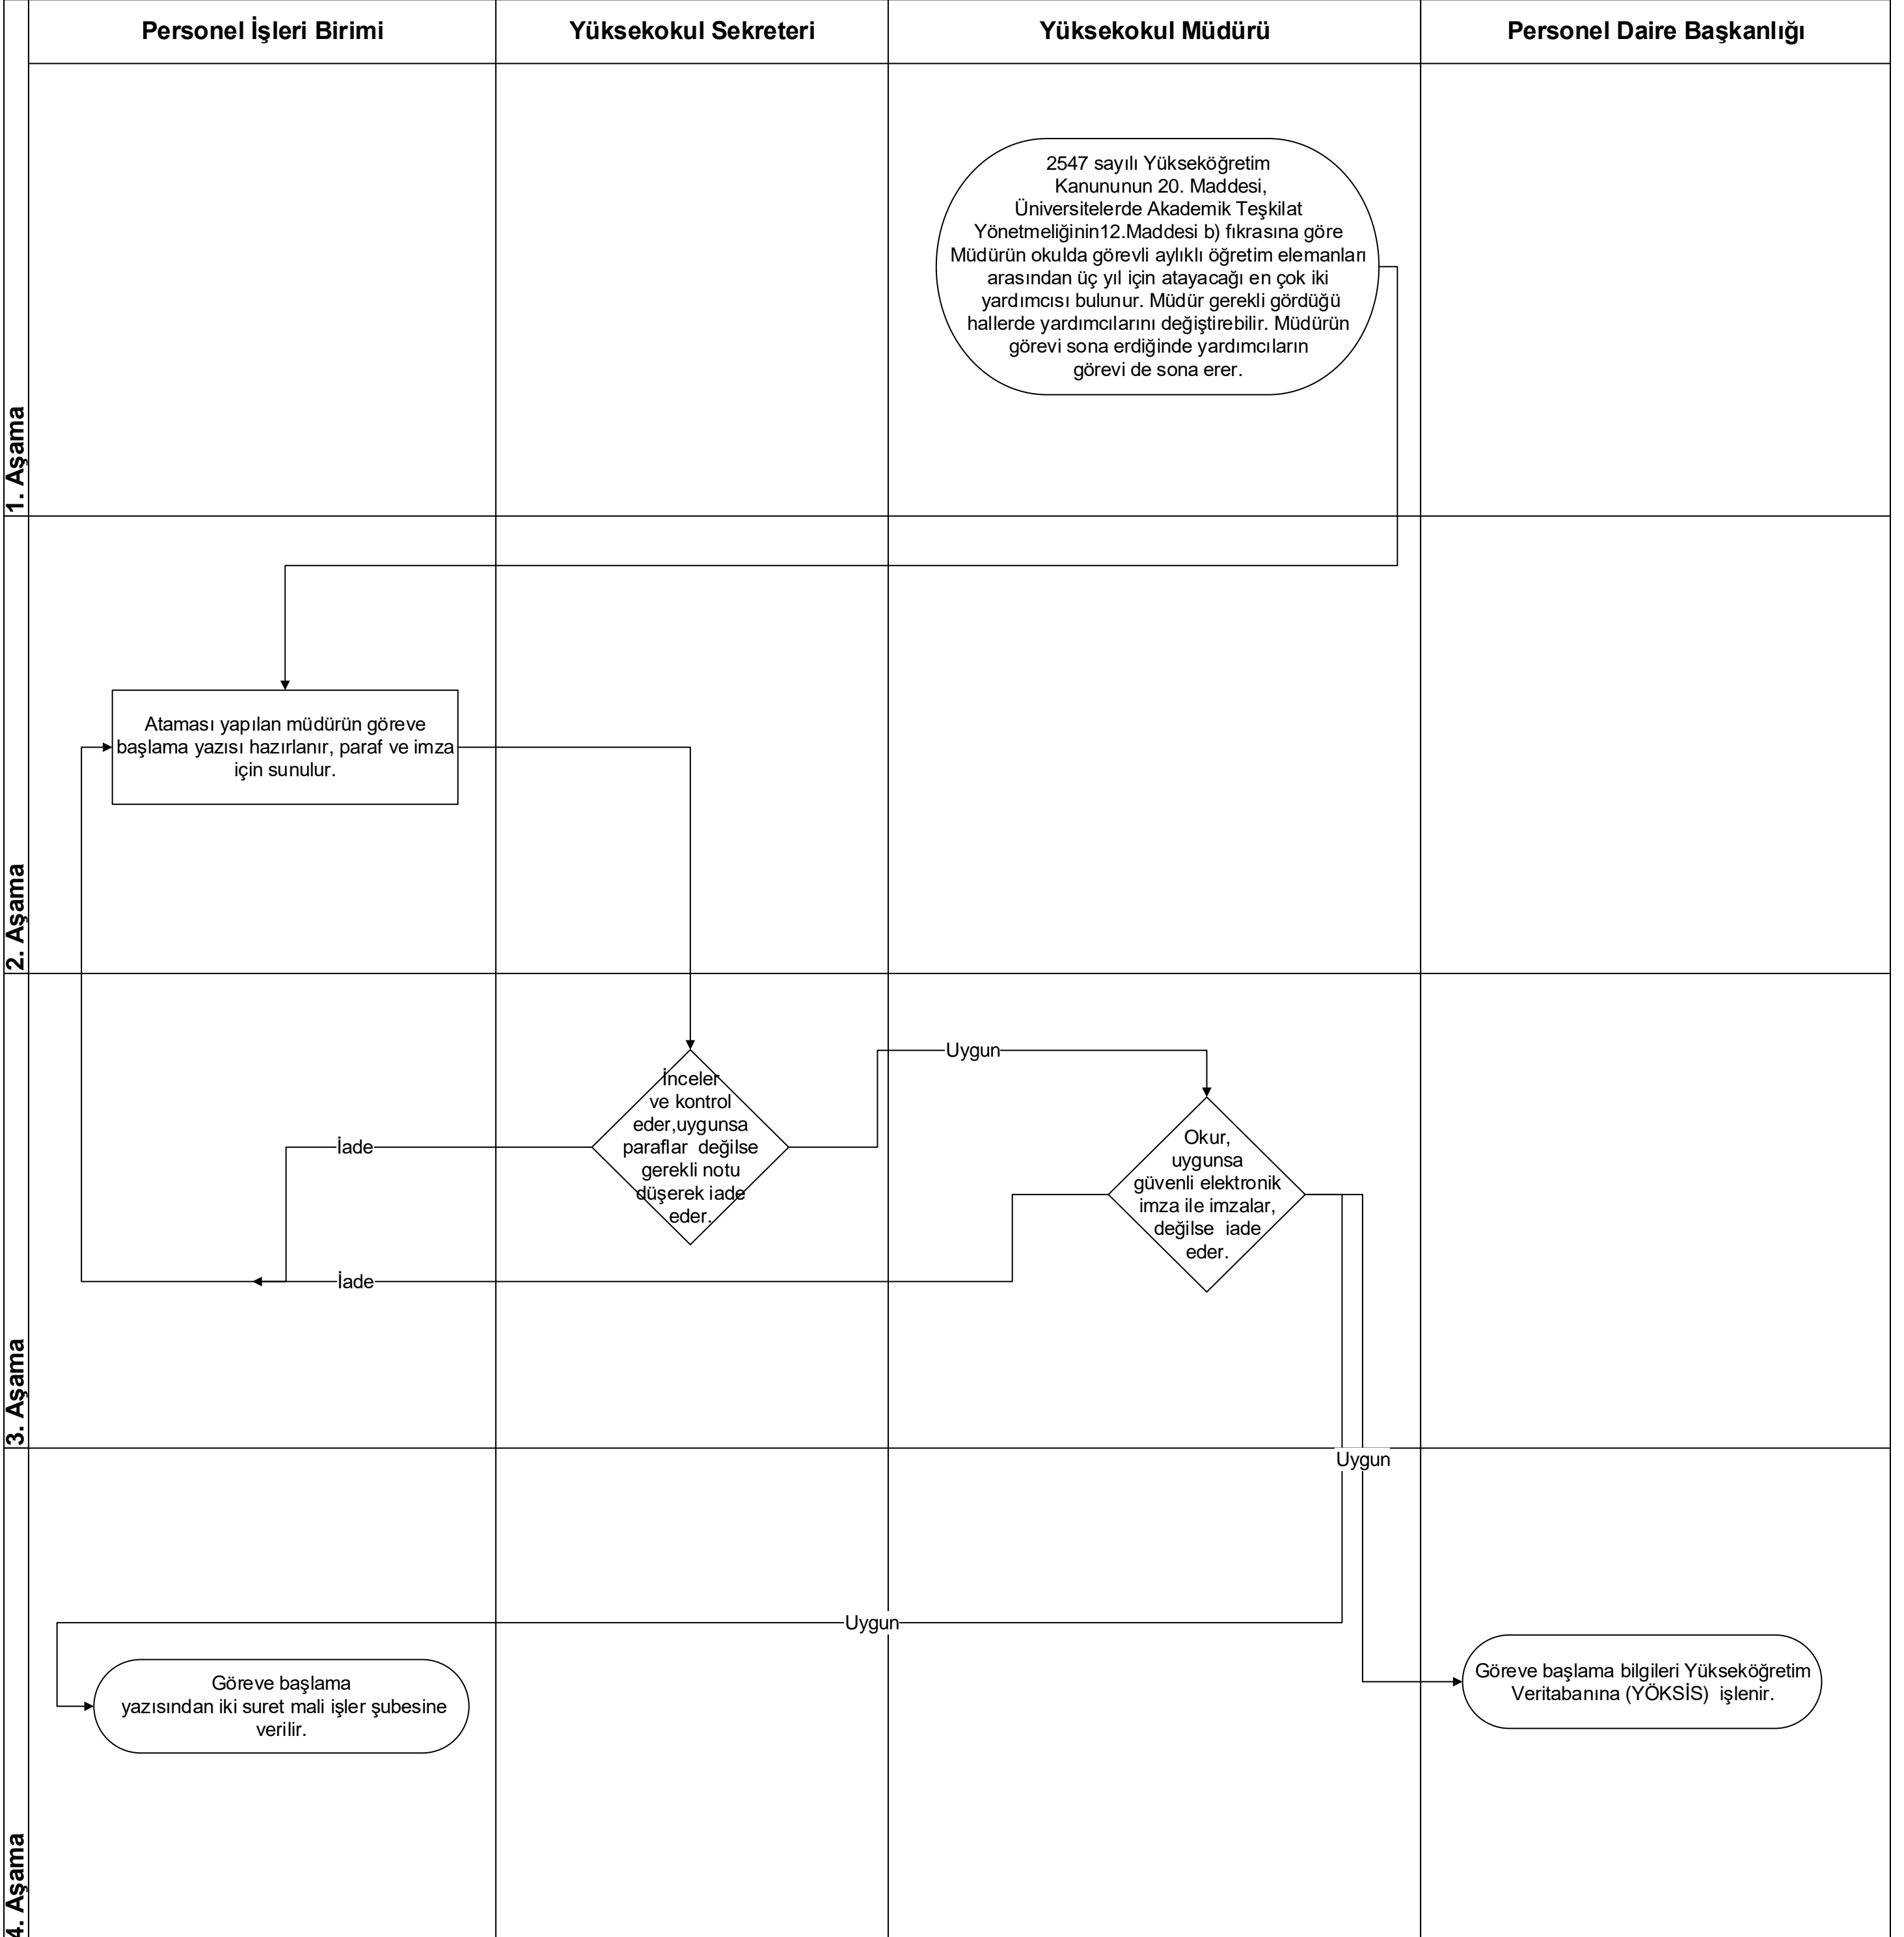 Personel İşleri Birimi
Yüksekokul Sekreteri
Yüksekokul Müdürü
Personel Daire Başkanlığı
1. Aşama
2547 sayılı Yükseköğretim
Kanununun 20. Maddesi,
Üniversitelerde Akademik Teşkilat
Yönetmeliğinin12.Maddesi b) fıkrasına göre
Müdürün okulda görevli aylıklı öğretim elemanları
arasından üç yıl için atayacağı en çok iki
yardımcısı bulunur. Müdür gerekli gördüğü
hallerde yardımcılarını değiştirebilir. Müdürün
görevi sona erdiğinde yardımcıların
görevi de sona erer.
2. Aşama
Ataması yapılan müdürün göreve
başlama yazısı hazırlanır, paraf ve imza
için sunulur.
3. Aşama
İnceler
ve kontrol
eder,uygunsa
paraflar değilse
gerekli notu
düşerek iade
eder.
Uygun
İade
Okur,
uygunsa
güvenli elektronik
imza ile imzalar,
değilse iade
eder.
İade
Uygun
4. Aşama
Uygun
Göreve başlama
yazısından iki suret mali işler şubesine
verilir.
Göreve başlama bilgileri Yükseköğretim
Veritabanına (YÖKSİS) işlenir.